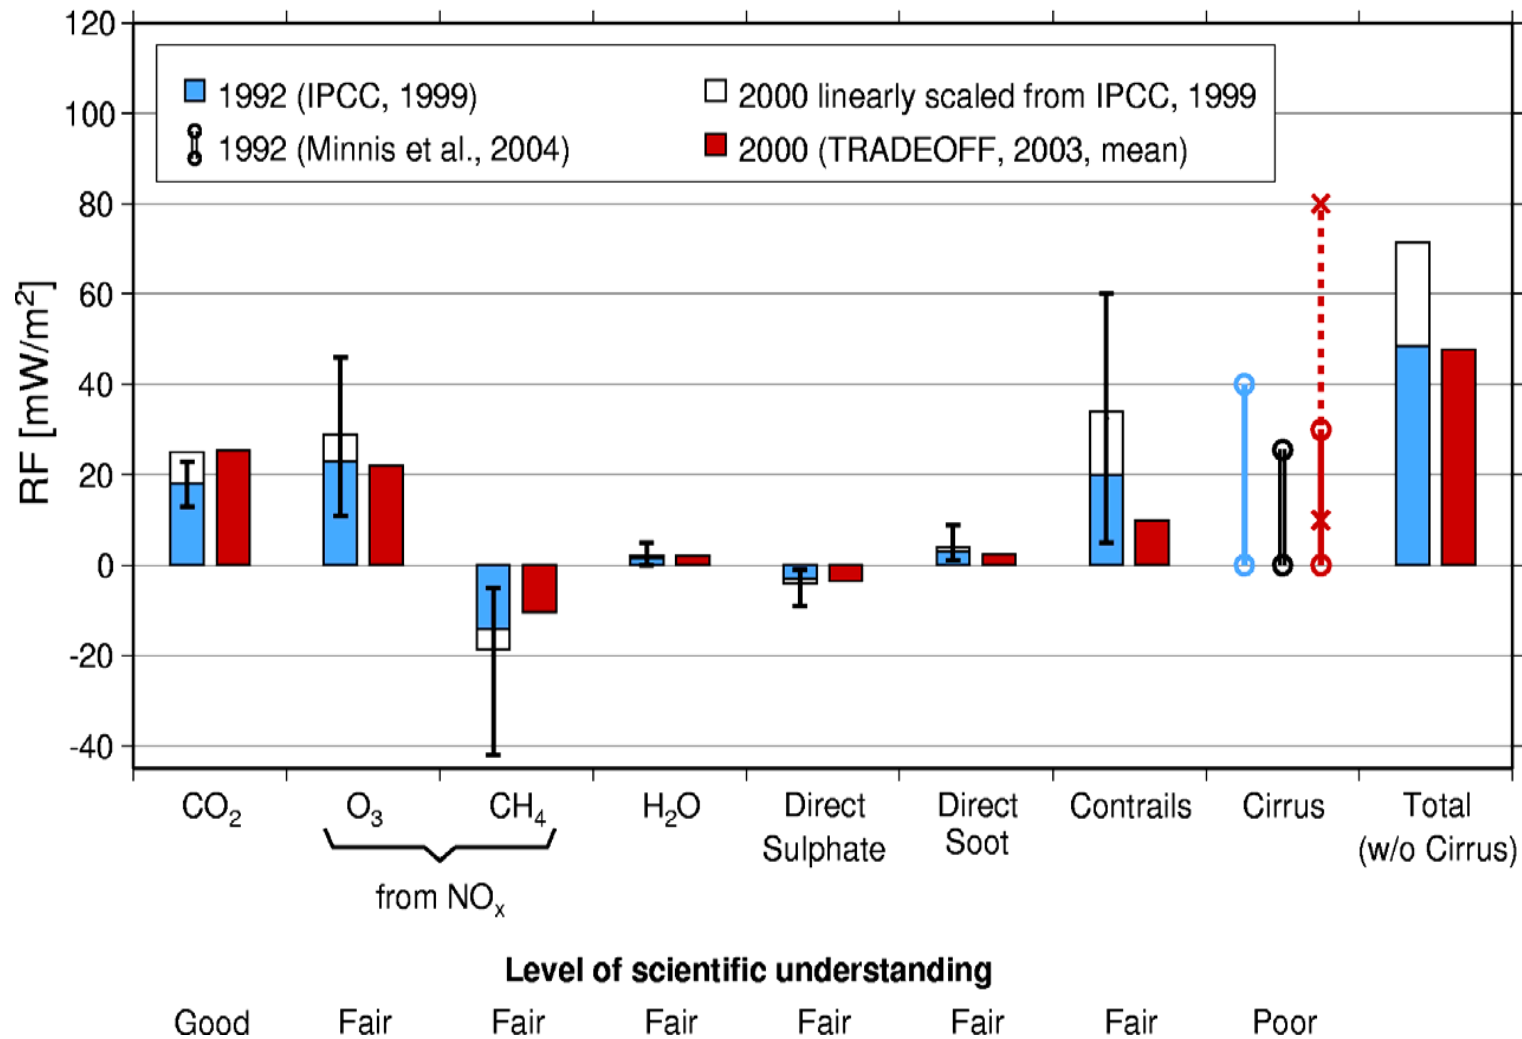 120
100
80
60
40
20
0
-20
-40
RF [mW/m²]
1992 (IPCC, 1999)
2000 linearly scaled from IPCC, 1999
1992 (Minnis et al., 2004)
2000 (TRADEOFF, 2003, mean)
CO₂ O₃ CH₄ H₂O Direct Direct Contrails Cirrus Total
Sulphate Soot (w/o Cirrus)
from NOₓ
Level of scientific understanding
Good Fair Fair Fair Fair Fair Fair Poor